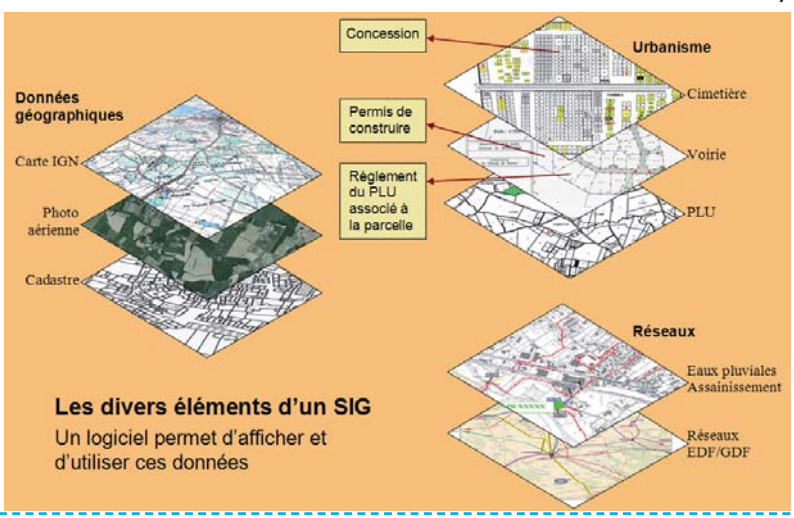 Données
géographiques
Carte IGN
Photo
aérienne
Cadastre
Concession
Permis de
construire
Règlement
du PLU
associé à
la parcelle
Urbanisme
Cimetière
Voirie
PLU
Réseaux
Eaux pluviales
Assainissement
Réseaux
EDF/GDF
Les divers éléments d'un SIG
Un logiciel permet d'afficher et
d'utiliser ces données